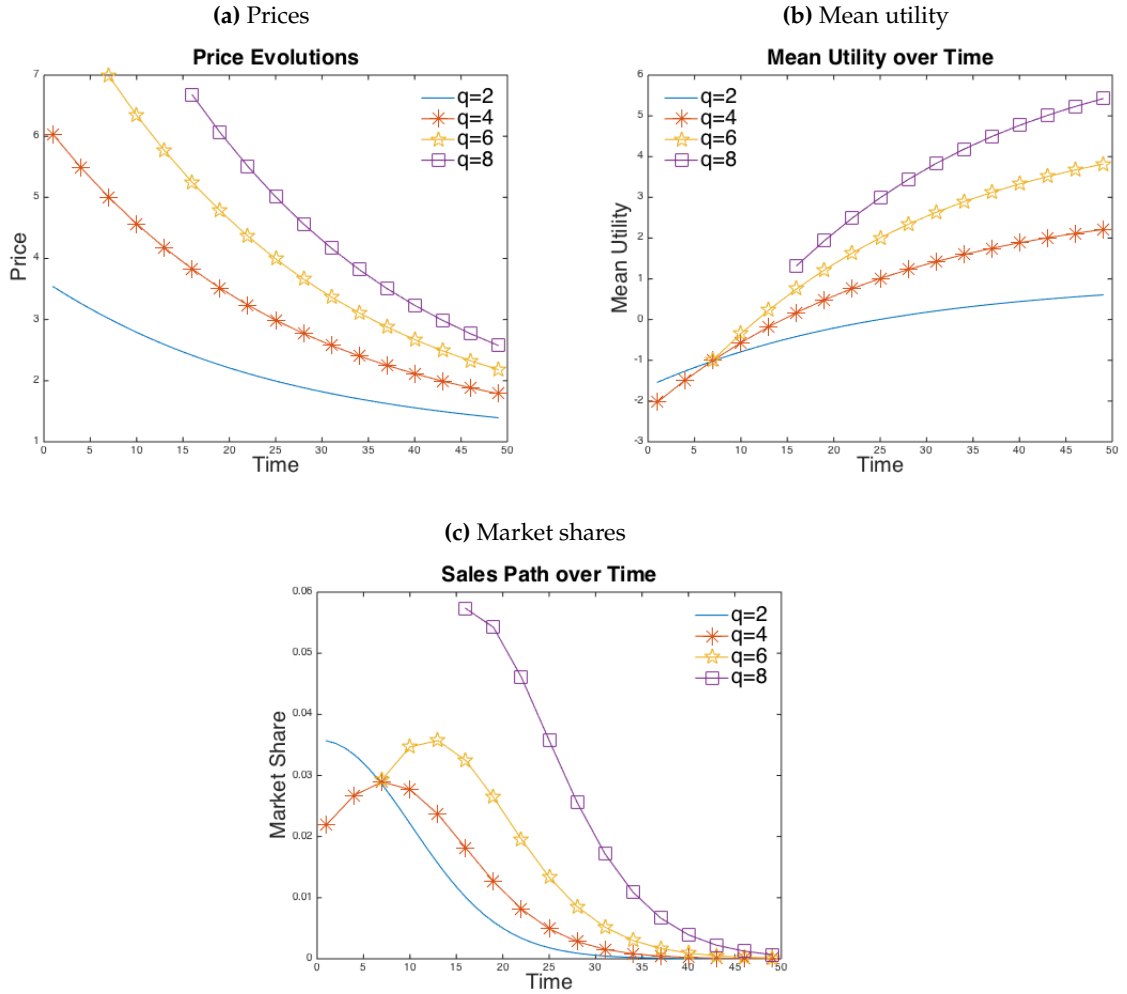 (a) Prices
Price Evolutions
7
6
5
4
3
2
1
Price
0 5 10 15 20 25 30 35 40 45 50
Time
q=2
q=4
q=6
q=8
(b) Mean utility
Mean Utility over Time
6
5
4
3
2
1
0
-1
-2
-3
Mean Utility
0 5 10 15 20 25 30 35 40 45 50
Time
q=2
q=4
q=6
q=8
(c) Market shares
Sales Path over Time
0.06
0.05
0.04
0.03
0.02
0.01
0
Market Share
0 5 10 15 20 25 30 35 40 45 50
Time
q=2
q=4
q=6
q=8